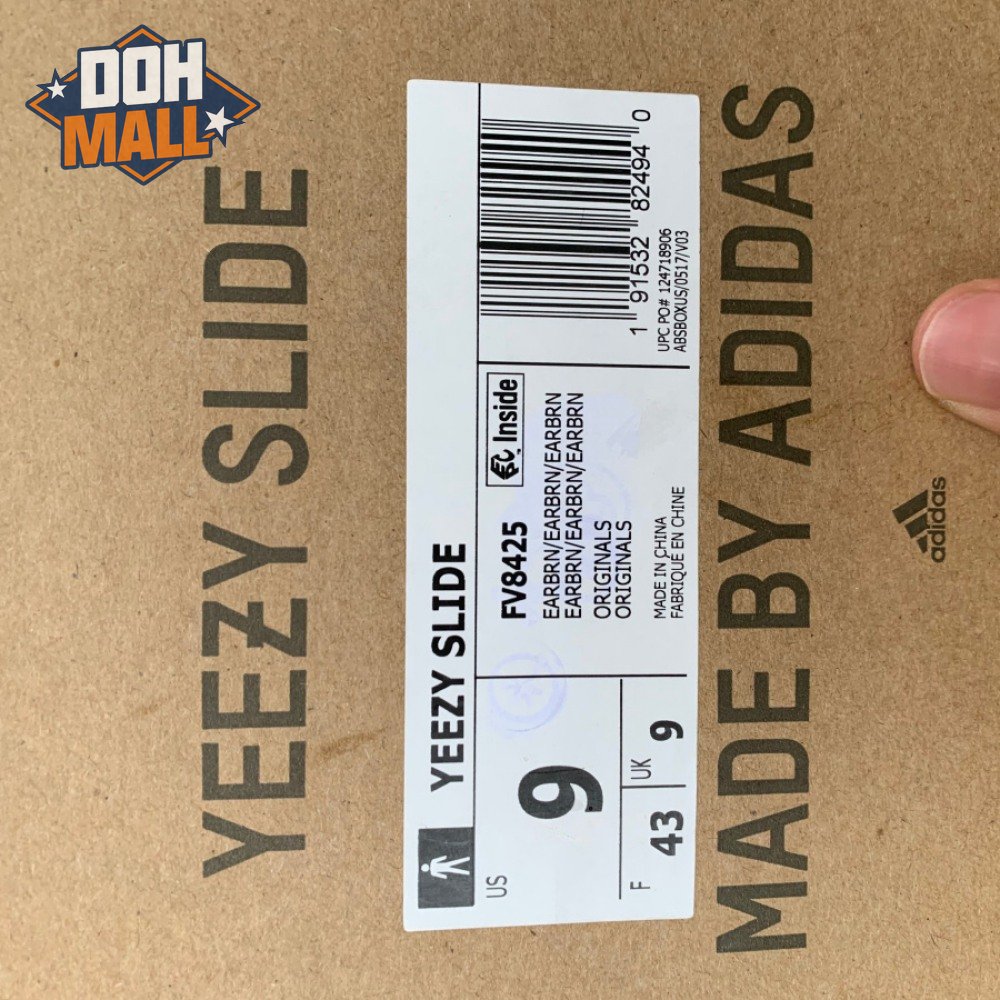 DOH
MALL
YEEZY SLIDE
YEEZY SLIDE
US
9
F
43
UK
9
FV8425
Inside
EARBRN/EARBRN/EARBRN
EARBRN/EARBRN/EARBRN
ORIGINALS
ORIGINALS
MADE IN CHINA
FABRIQUE EN CHINE
1 91532 82494 0
UPC PO# 124718906
ABSBOXUS/0517/V03
MADE BY ADIDAS
adidas